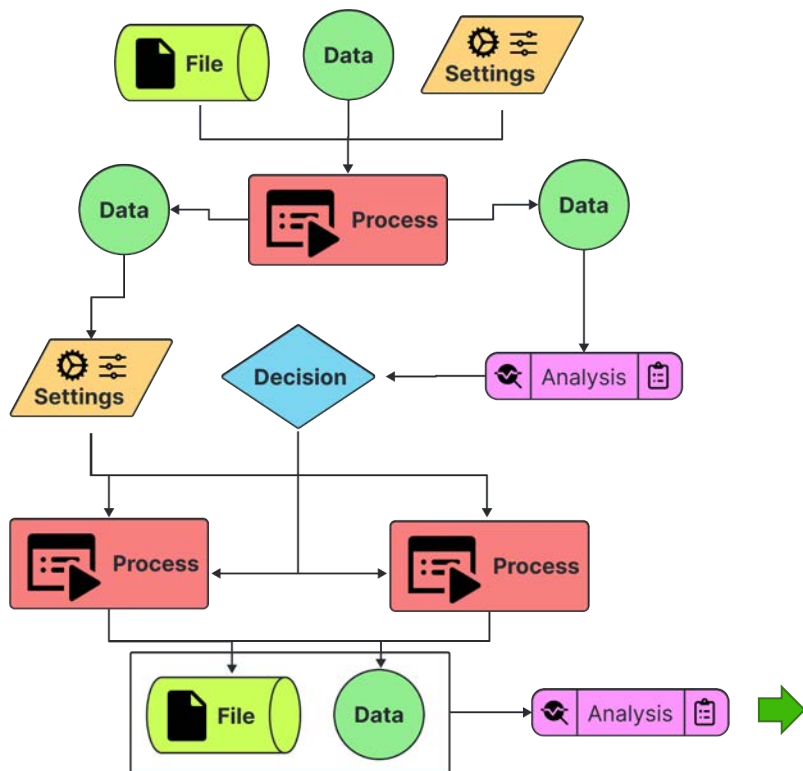 File
Data
Settings
Data
Process
Data
Settings
Decision
Analysis
Process
Process
File
Data
Analysis